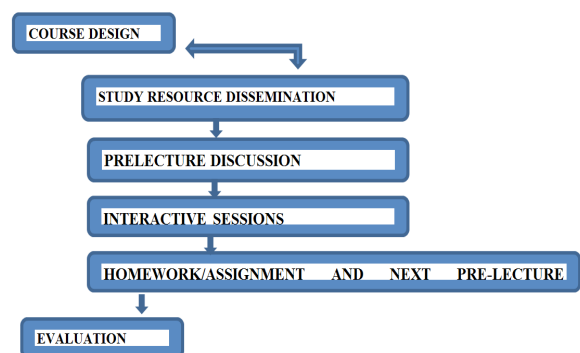 COURSE DESIGN
STUDY RESOURCE DISSEMINATION
PRELECTURE DISCUSSION
INTERACTIVE SESSIONS
HOMEWORK/ASSIGNMENT AND NEXT PRE-LECTURE
EVALUATION